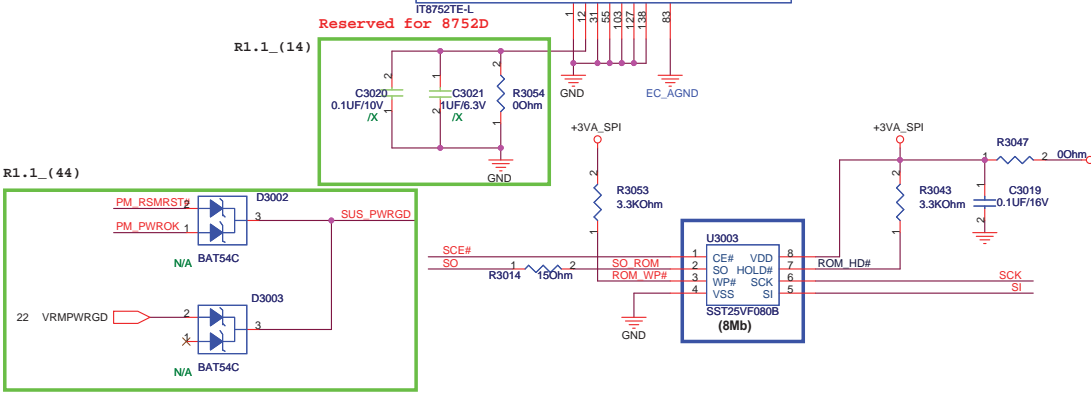 IT8752TE-L
Reserved for 8752D
1 12 31 55 103 127 138 83
R1.1_(14)
2 1 2
C3020 C3021 R3054
0.1UF/10V 1UF/6.3V 0Ohm
/X /X
1 2 1
GND
GND EC_AGND
+3VA_SPI +3VA_SPI
R1.1_(44)
R3047
1 2 0Ohm
2 R3053 1
3.3KOhm
2 R3043 1
3.3KOhm
1 C3019 2
0.1UF/16V
D3002
PM_RSMRST# 2
3 SUS_PWRGD
PM_PWROK 1
N/A BAT54C
U3003
SCE# 1 CE# VDD 8
SO R3014 1 2 15Ohm SO_ROM 2 SO HOLD# 7 ROM_HD#
ROM_WP# 3 WP# SCK 6 SCK
4 VSS SI 5 SI
GND
SST25VF080B
(8Mb)
D3003
22 VRMPWRGD 2
3
1
N/A BAT54C